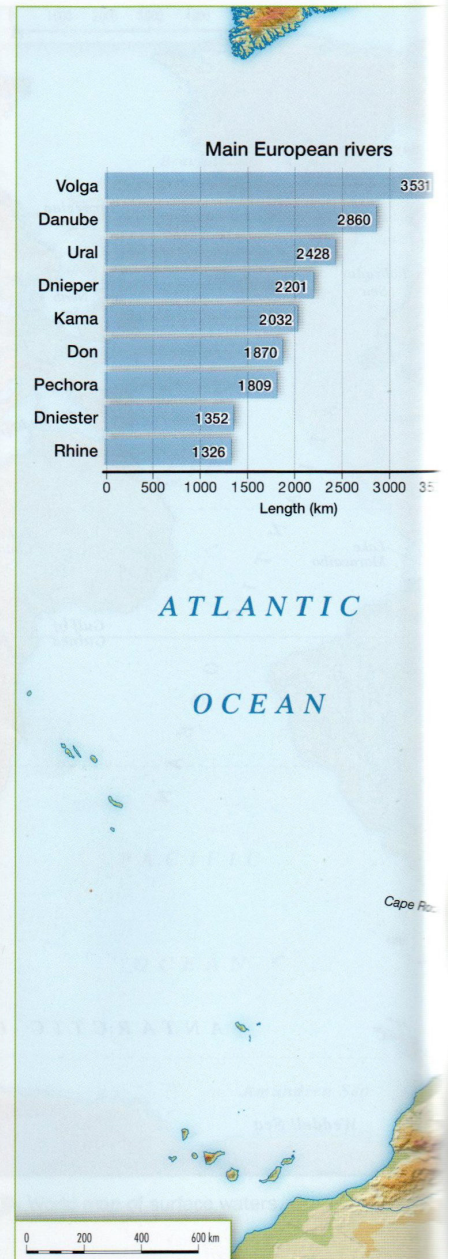 Main European rivers
Volga 3531
Danube 2860
Ural 2428
Dnieper 2201
Kama 2032
Don 1870
Pechora 1809
Dniester 1352
Rhine 1326
0 500 1000 1500 2000 2500 3000 35
Length (km)
ATLANTIC
OCEAN
Cape
0 200 400 600 km